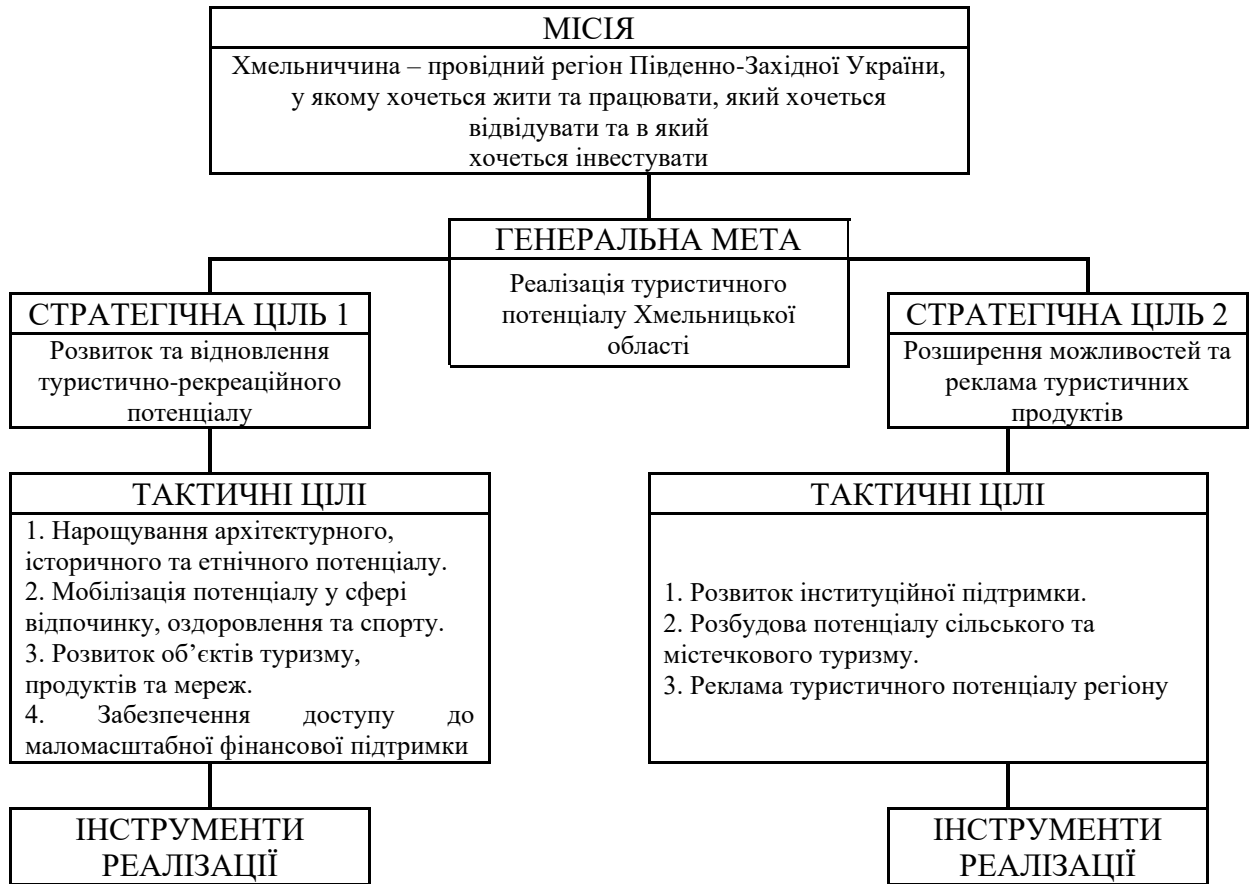 МІСІЯ
Хмельниччина – провідний регіон Південно-Західної України,
у якому хочеться жити та працювати, який хочеться
відвідувати та в який
хочеться інвестувати
ГЕНЕРАЛЬНА МЕТА
Реалізація туристичного
потенціалу Хмельницької
області
СТРАТЕГІЧНА ЦІЛЬ 1
Розвиток та відновлення
туристично-рекреаційного
потенціалу
СТРАТЕГІЧНА ЦІЛЬ 2
Розширення можливостей та
реклама туристичних
продуктів
ТАКТИЧНІ ЦІЛІ
1. Нарощування архітектурного,
історичного та етнічного потенціалу.
2. Мобілізація потенціалу у сфері
відпочинку, оздоровлення та спорту.
3. Розвиток об’єктів туризму,
продуктів та мереж.
4. Забезпечення доступу до
маломасштабної фінансової підтримки
ТАКТИЧНІ ЦІЛІ
1. Розвиток інституційної підтримки.
2. Розбудова потенціалу сільського та
містечкового туризму.
3. Реклама туристичного потенціалу регіону
ІНСТРУМЕНТИ
РЕАЛІЗАЦІЇ
ІНСТРУМЕНТИ
РЕАЛІЗАЦІЇ